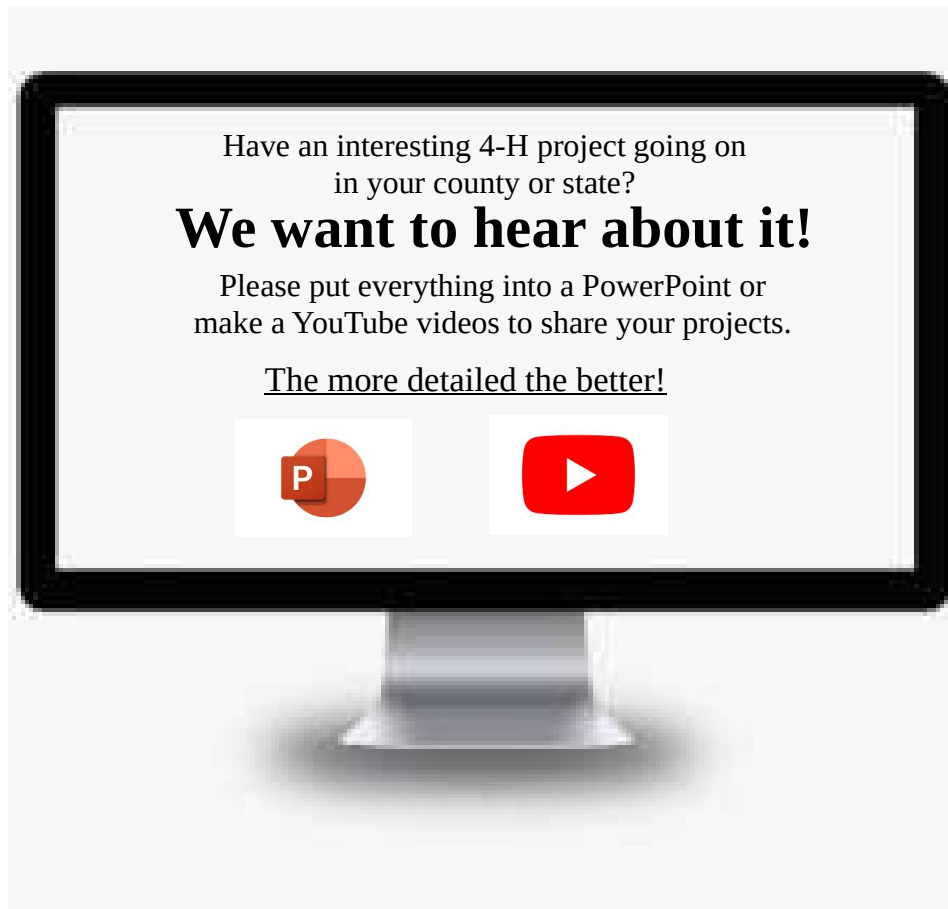 Have an interesting 4-H project going on
in your county or state?
We want to hear about it!
Please put everything into a PowerPoint or
make a YouTube videos to share your projects.
The more detailed the better!
P